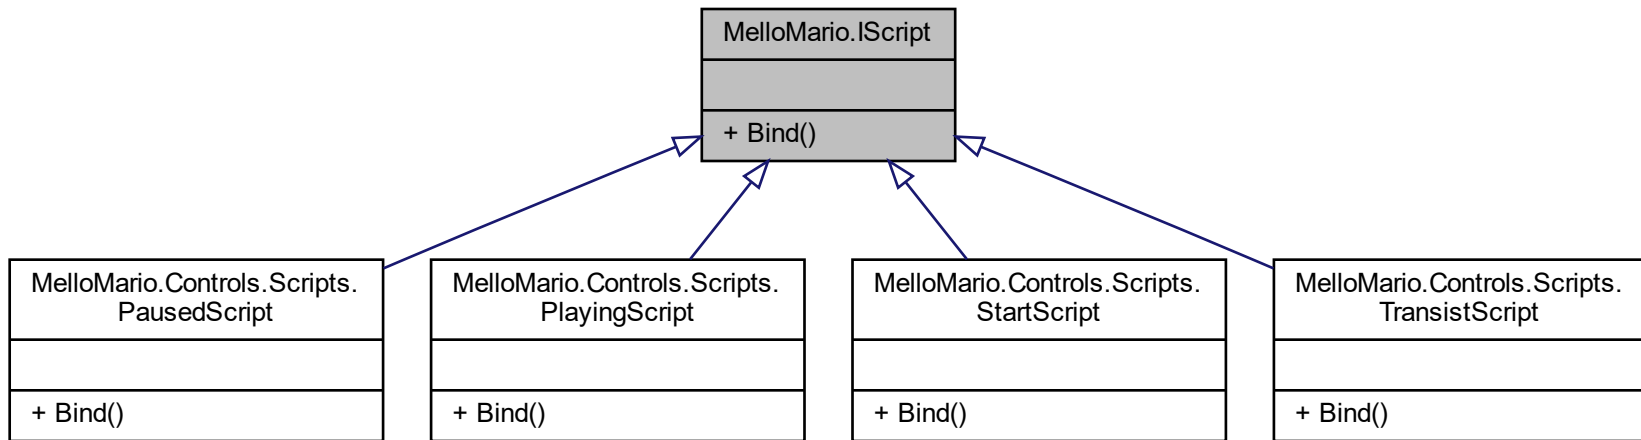 MelloMario.IScript
+ Bind()
MelloMario.Controls.Scripts.
PausedScript
+ Bind()
MelloMario.Controls.Scripts.
PlayingScript
+ Bind()
MelloMario.Controls.Scripts.
StartScript
+ Bind()
MelloMario.Controls.Scripts.
TransistScript
+ Bind()